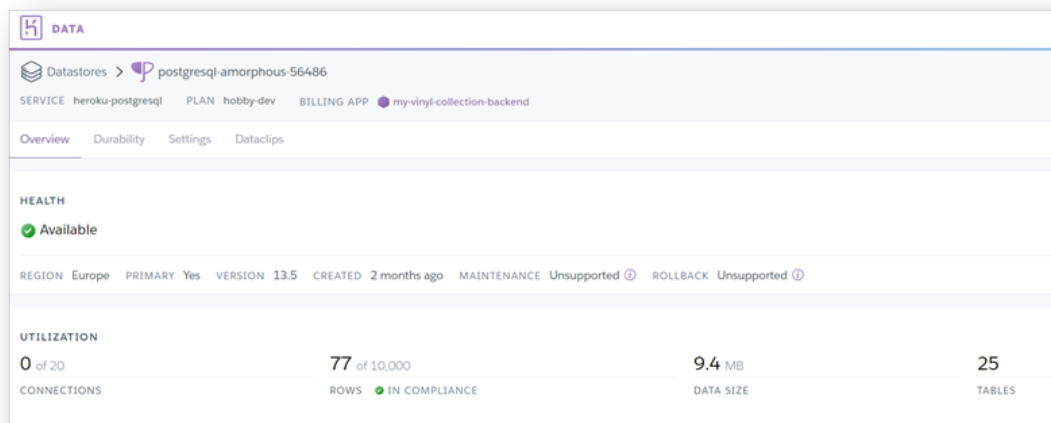 DATA
Datastores > postgresql-amorphous-56486
SERVICE heroku-postgresql PLAN hobby-dev BILLING APP my-vinyl-collection-backend
Overview Durability Settings Dataclips
HEALTH
Available
REGION Europe PRIMARY Yes VERSION 13.5 CREATED 2 months ago MAINTENANCE Unsupported ROLLBACK Unsupported
UTILIZATION
0 of 20 77 of 10,000 9.4 MB 25
CONNECTIONS ROWS IN COMPLIANCE DATA SIZE TABLES